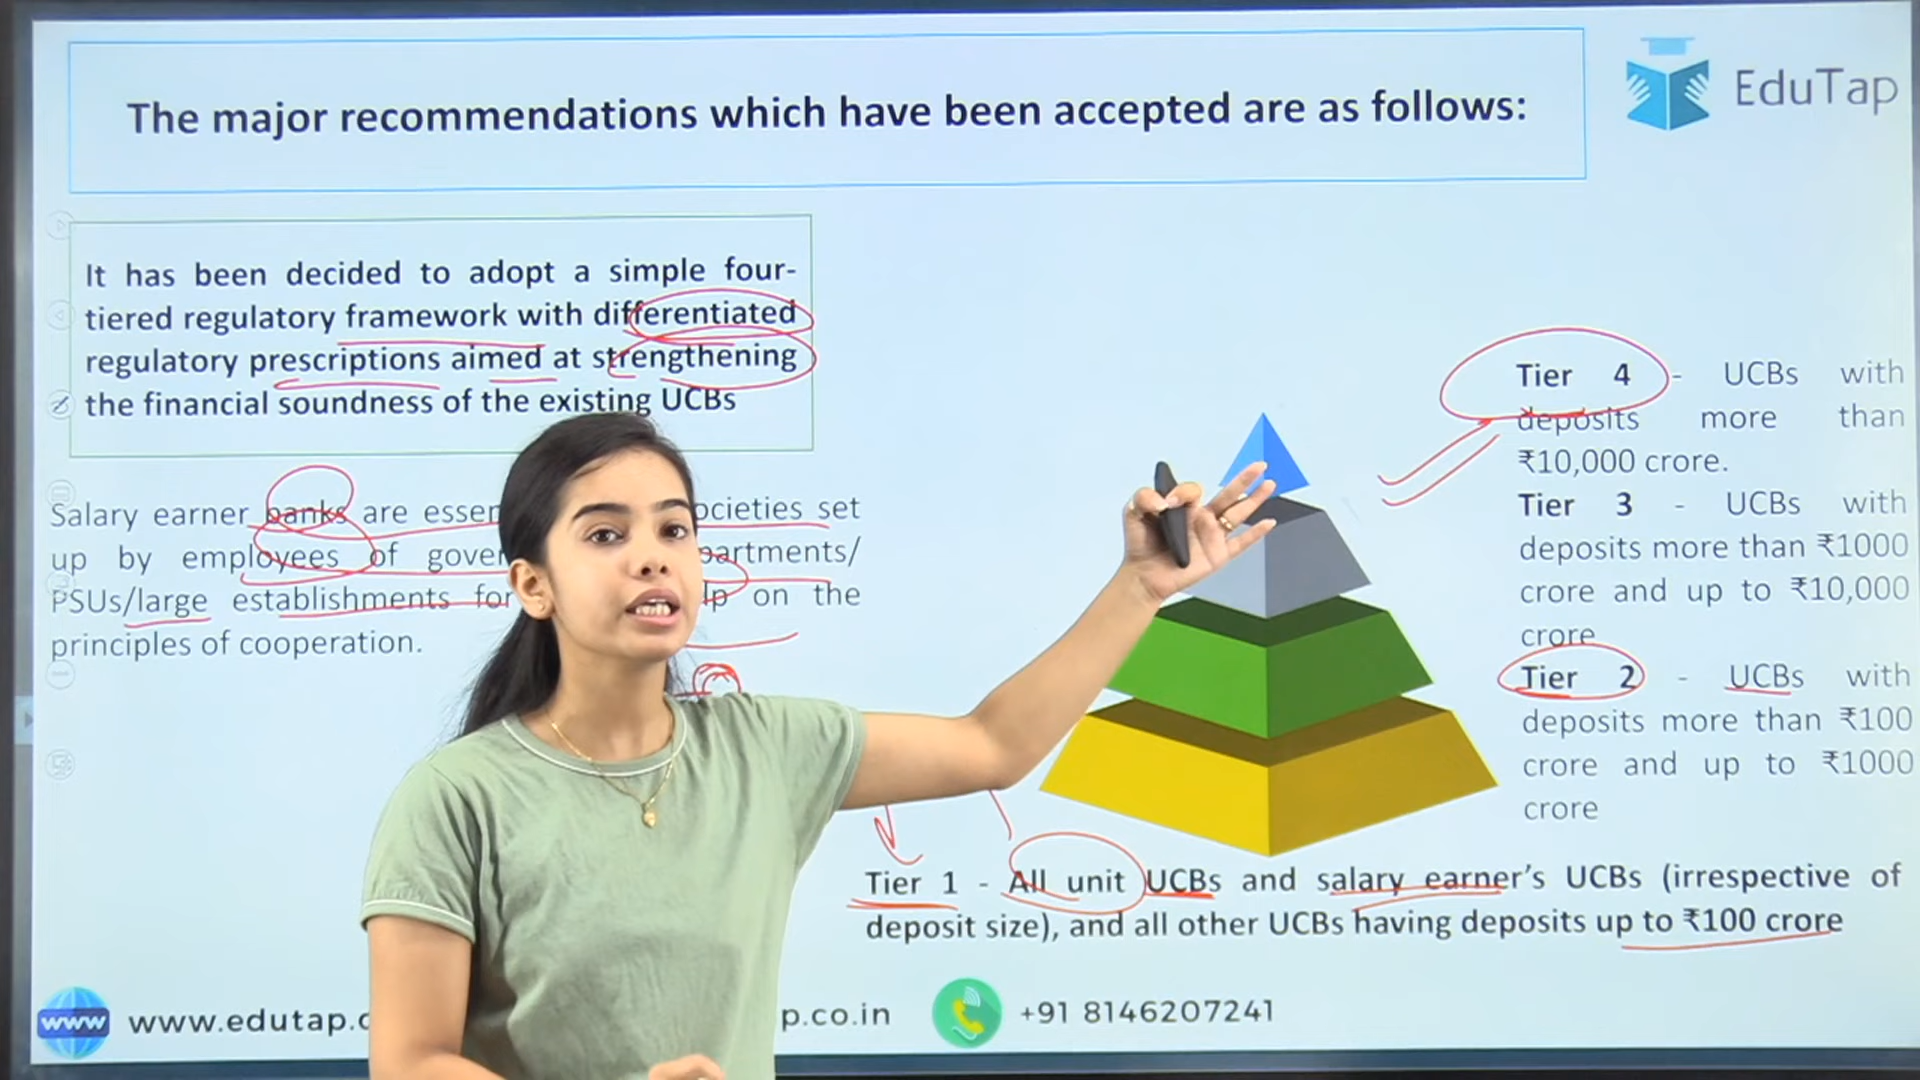 The major recommendations which have been accepted are as follows:
EduTap
It has been decided to adopt a simple four-
tiered regulatory framework with differentiated
regulatory prescriptions aimed at strengthening
the financial soundness of the existing UCBs
Salary earner banks are ocieties set
up by employees of partments/
PSUs/large establishments for lp on the
principles of cooperation.
Tier 4 - UCBs with
deposits more than
₹10,000 crore.
Tier 3 - UCBs with
deposits more than ₹1000
crore and up to ₹10,000
crore
Tier 2 - UCBs with
deposits more than ₹100
crore and up to ₹1000
crore
Tier 1 - All unit UCBs and salary earner's UCBs (irrespective of
deposit size), and all other UCBs having deposits up to ₹100 crore
www www.edutap.c p.co.in +91 8146207241